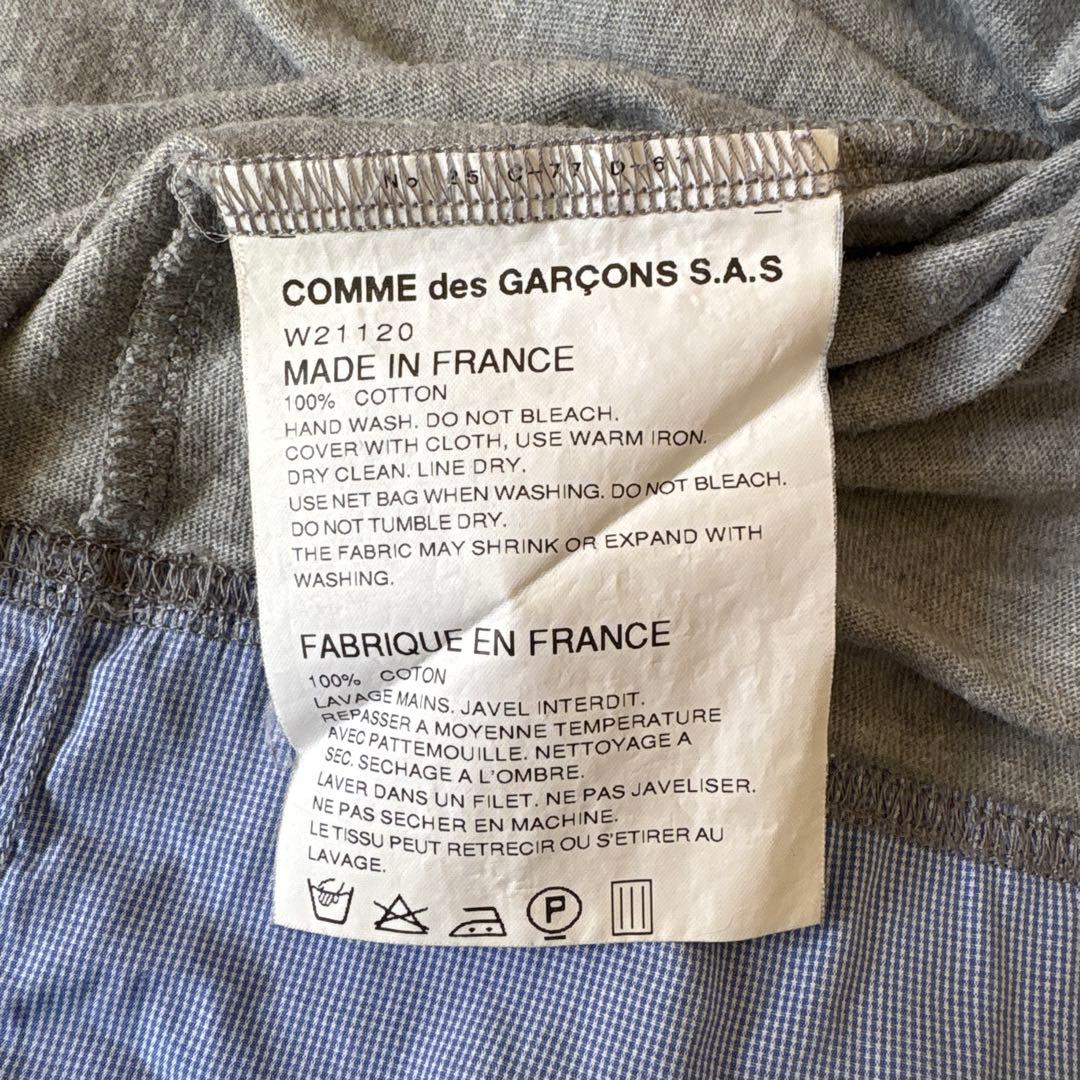 No 25 C-77 D-6
COMME des GARÇONS S.A.S
W21120
MADE IN FRANCE
100% COTTON
HAND WASH. DO NOT BLEACH.
COVER WITH CLOTH, USE WARM IRON.
DRY CLEAN. LINE DRY.
USE NET BAG WHEN WASHING. DO NOT BLEACH.
DO NOT TUMBLE DRY.
THE FABRIC MAY SHRINK OR EXPAND WITH
WASHING.
FABRIQUE EN FRANCE
100% COTON
LAVAGE MAINS. JAVEL INTERDIT.
REPASSER A MOYENNE TEMPERATURE
AVEC PATTEMOUILLE. NETTOYAGE A
SEC. SECHAGE A L'OMBRE.
LAVER DANS UN FILET. NE PAS JAVELISER.
NE PAS SECHER EN MACHINE.
LE TISSU PEUT RETRECIR OU S'ETIRER AU
LAVAGE.
P